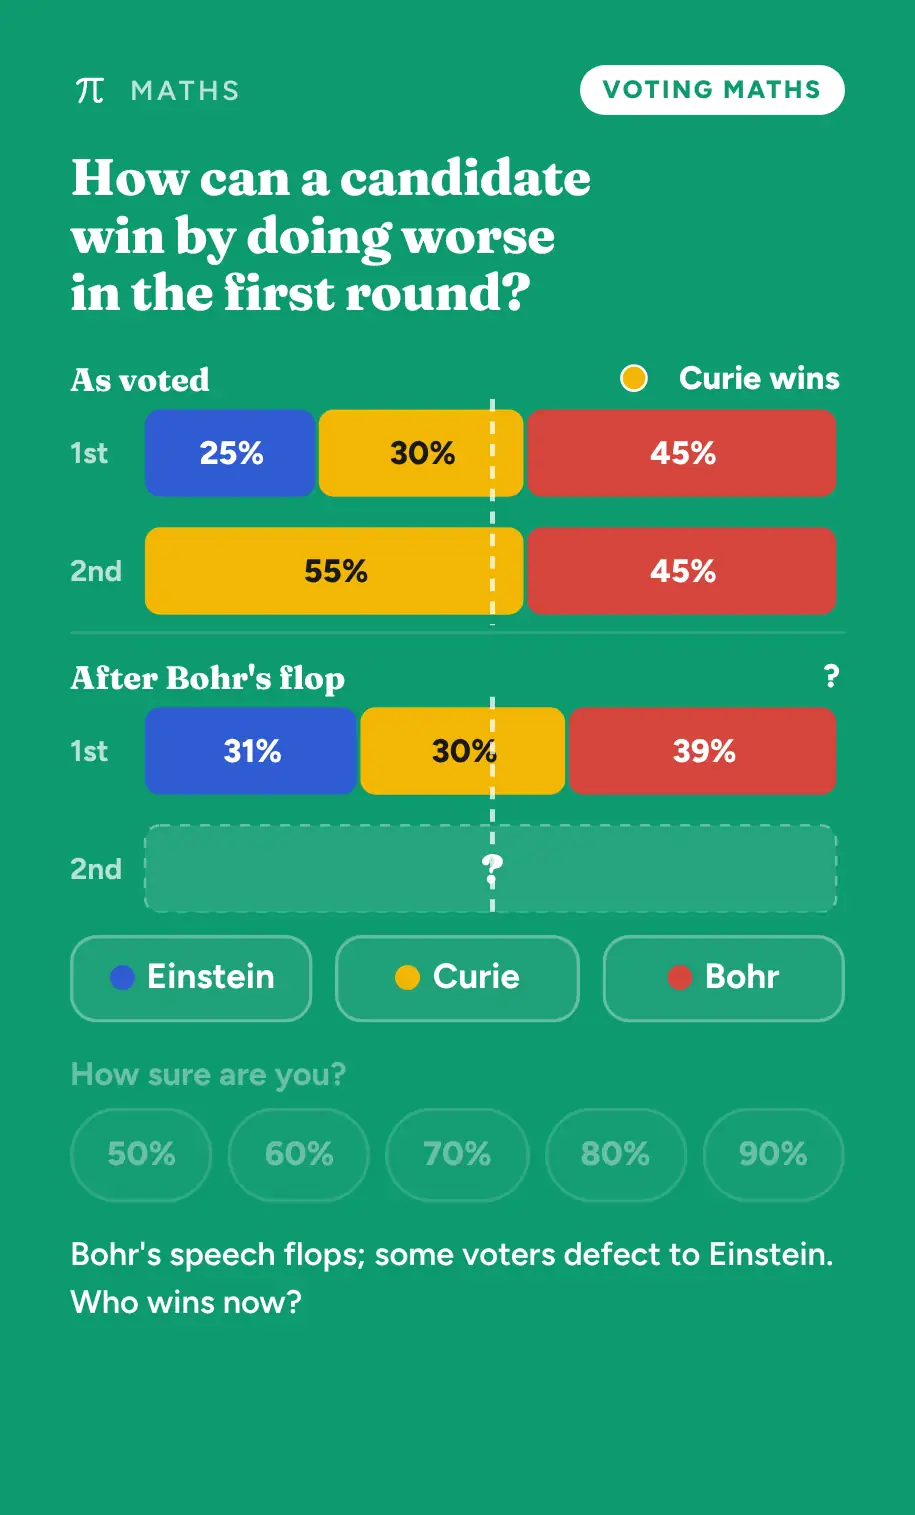 π MATHS
VOTING MATHS
How can a candidate
win by doing worse
in the first round?
As voted
Curie wins
1st
25%
30%
45%
2nd
55%
45%
After Bohr's flop
?
1st
31%
30%
39%
2nd
?
Einstein
Curie
Bohr
How sure are you?
50%
60%
70%
80%
90%
Bohr's speech flops; some voters defect to Einstein.
Who wins now?